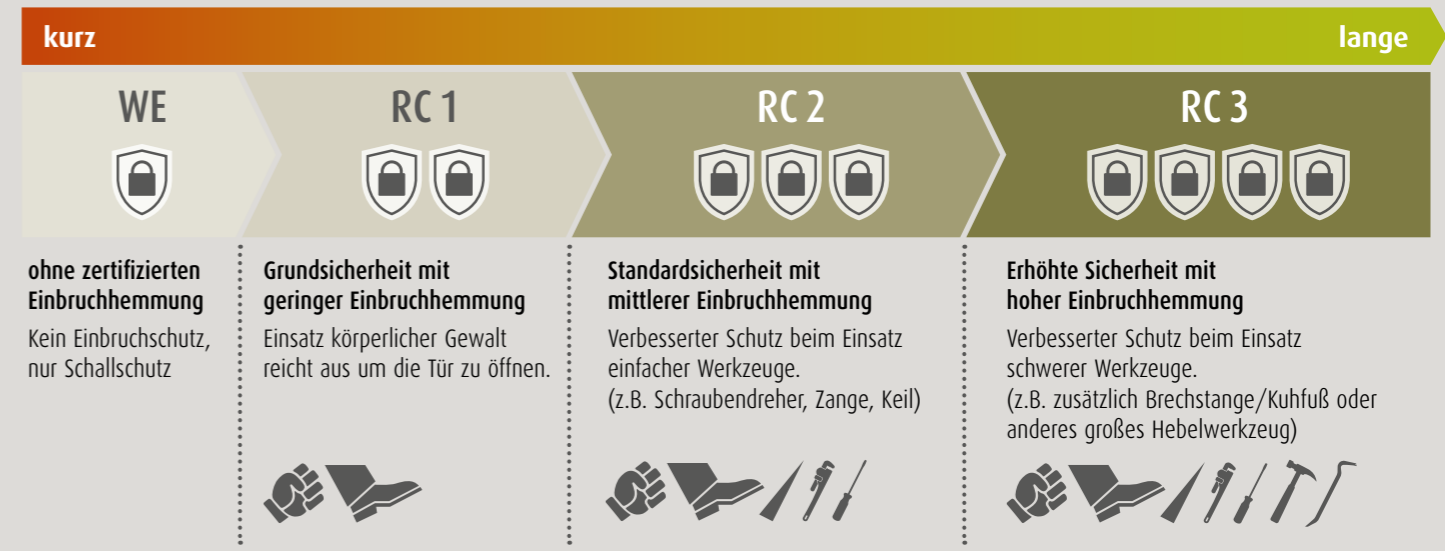 kurz
lange
WE
RC 1
RC 2
RC 3
ohne zertifizierten
Einbruchhemmung
Kein Einbruchschutz,
nur Schallschutz
Grundsicherheit mit
geringer Einbruchhemmung
Einsatz körperlicher Gewalt
reicht aus um die Tür zu öffnen.
Standardsicherheit mit
mittlerer Einbruchhemmung
Verbesserter Schutz beim Einsatz
einfacher Werkzeuge.
(z.B. Schraubendreher, Zange, Keil)
Erhöhte Sicherheit mit
hoher Einbruchhemmung
Verbesserter Schutz beim Einsatz
schwerer Werkzeuge.
(z.B. zusätzlich Brechstange/Kuhfuß oder
anderes großes Hebelwerkzeug)